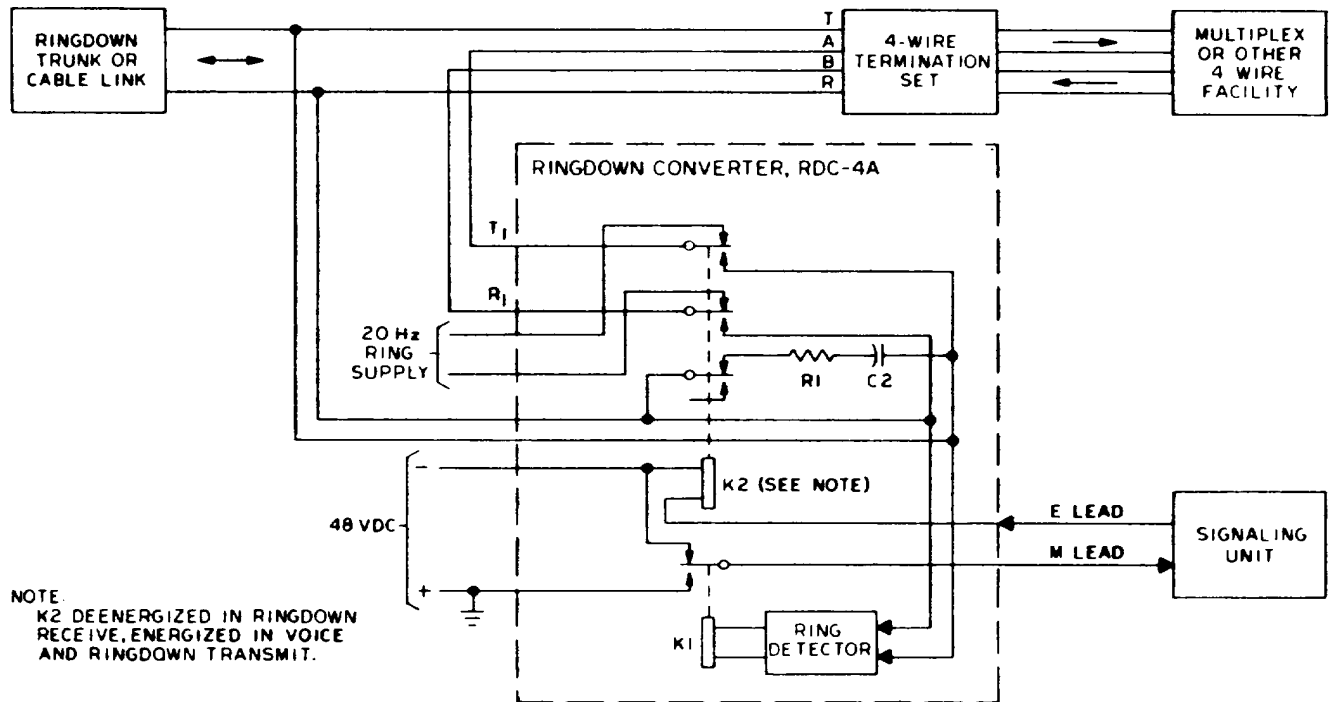 RINGDOWN
TRUNK OR
CABLE LINK
T
A
B
R
4-WIRE
TERMINATION
SET
MULTIPLEX
OR OTHER
4 WIRE
FACILITY
RINGDOWN CONVERTER, RDC-4A
T1
R1
20 Hz
RING
SUPPLY
R1
C2
-
K2 (SEE NOTE)
48 VDC
+
E LEAD
M LEAD
SIGNALING
UNIT
K1
RING
DETECTOR
NOTE.
K2 DEENERGIZED IN RINGDOWN
RECEIVE, ENERGIZED IN VOICE
AND RINGDOWN TRANSMIT.